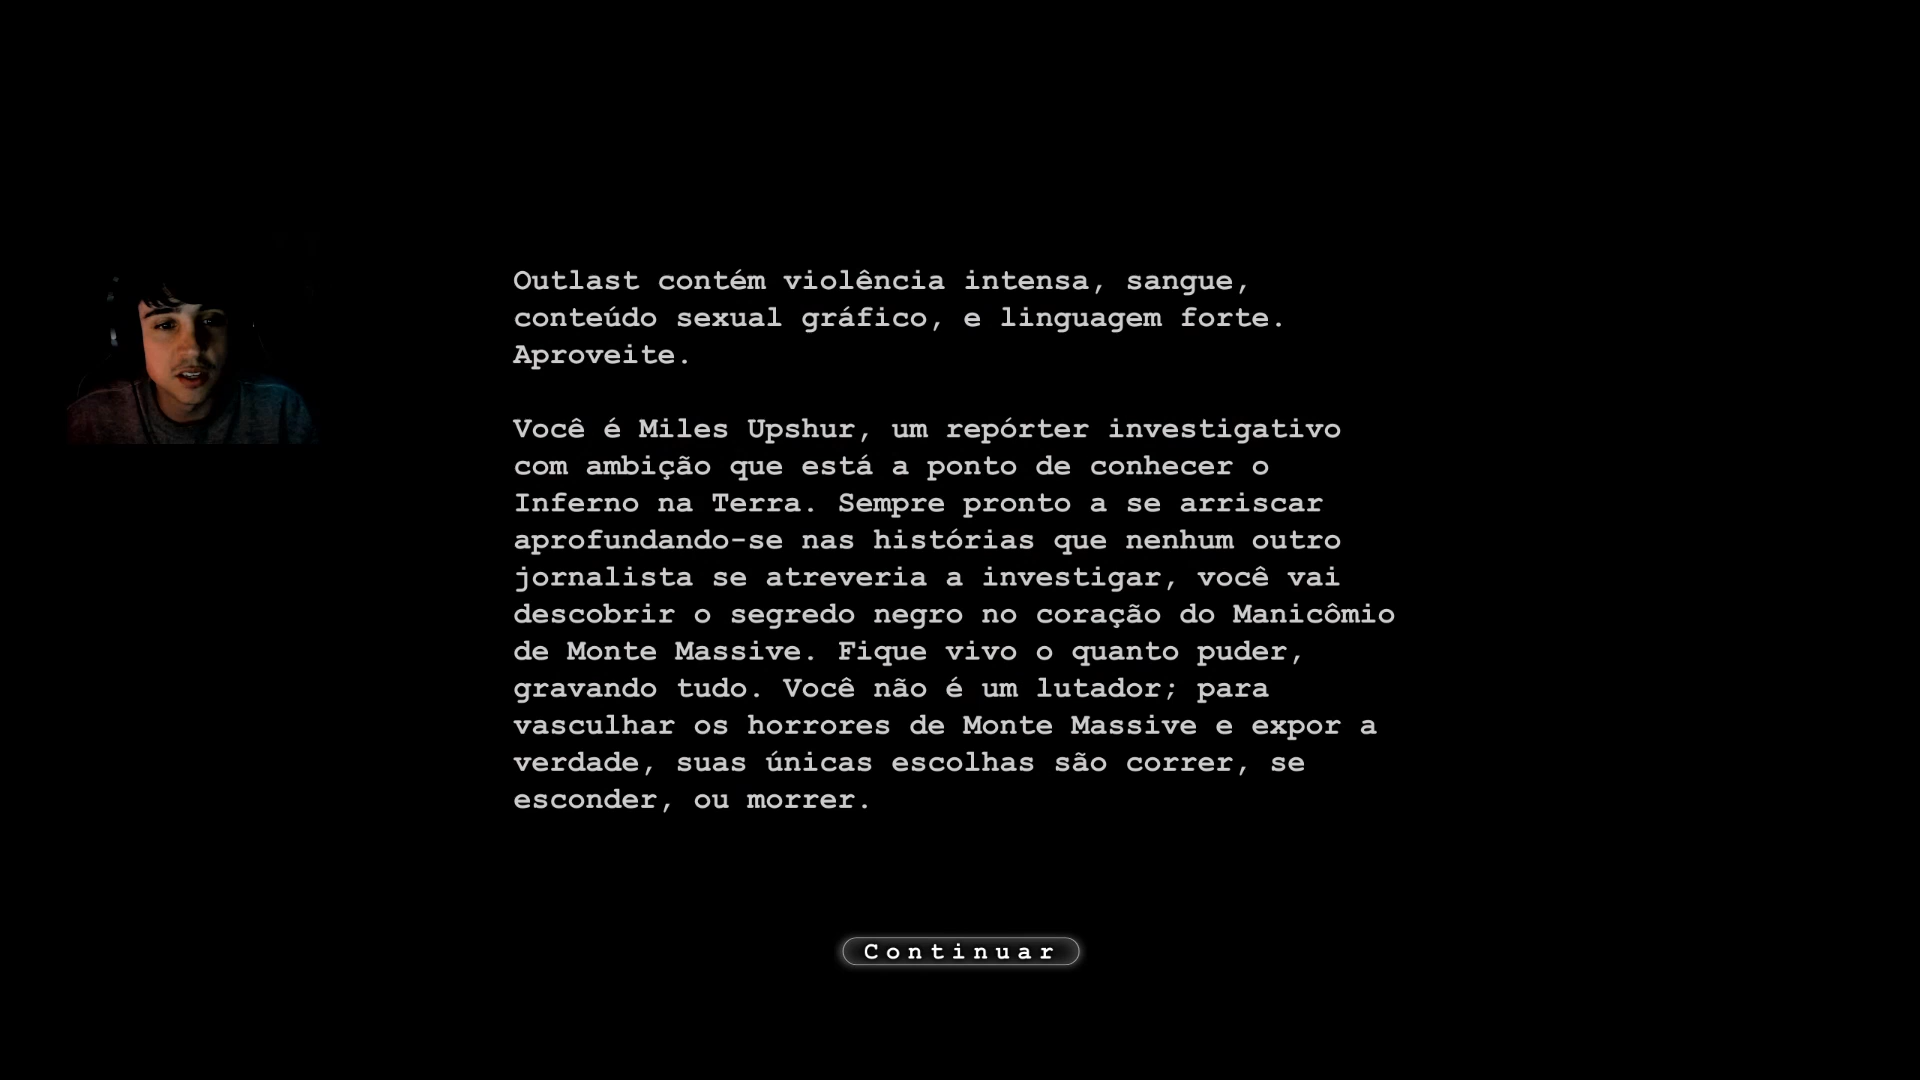 Outlast contém violência intensa, sangue,
conteúdo sexual gráfico, e linguagem forte.
Aproveite.
Você é Miles Upshur, um repórter investigativo
com ambição que está a ponto de conhecer o
Inferno na Terra. Sempre pronto a se arriscar
aprofundando-se nas histórias que nenhum outro
jornalista se atreveria a investigar, você vai
descobrir o segredo negro no coração do Manicômio
de Monte Massive. Fique vivo o quanto puder,
gravando tudo. Você não é um lutador; para
vasculhar os horrores de Monte Massive e expor a
verdade, suas únicas escolhas são correr, se
esconder, ou morrer.
Continuar